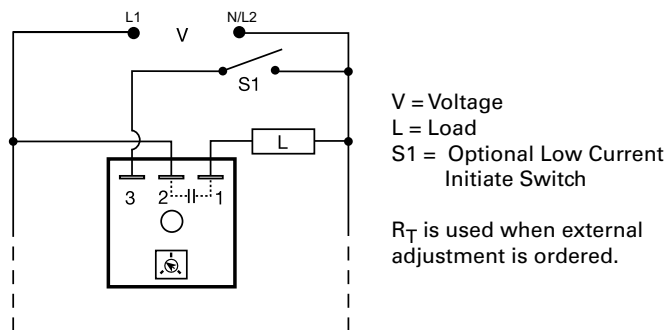 L1
V
N/L2
S1
L
3 2 1
V = Voltage
L = Load
S1 = Optional Low Current
Initiate Switch
R_T is used when external
adjustment is ordered.